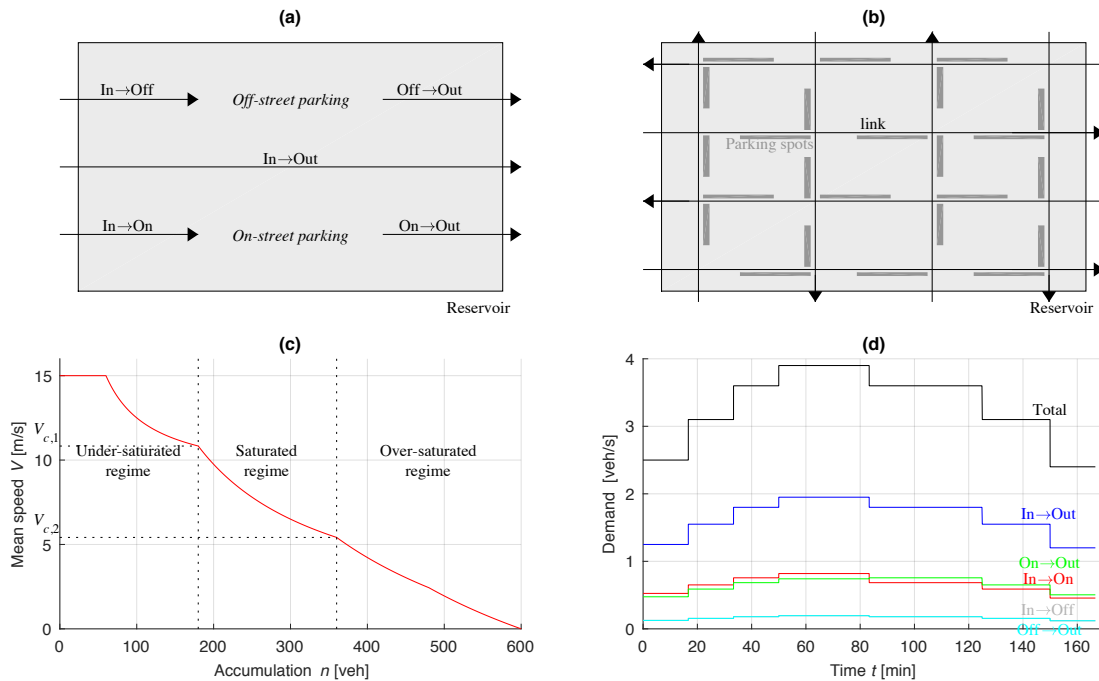 (a)
In→Off
Off-street parking
Off→Out
In→Out
In→On
On-street parking
On→Out
Reservoir
(b)
link
Parking spots
Reservoir
(c)
Mean speed V [m/s]
15
V_{c,1}
10
V_{c,2}
5
0
Under-saturated
regime
Saturated
regime
Over-saturated
regime
0 100 200 300 400 500 600
Accumulation n [veh]
(d)
Demand [veh/s]
4
3
2
1
0
Total
In→Out
On→Out
In→On
In→Off
Off→Out
0 20 40 60 80 100 120 140 160
Time t [min]